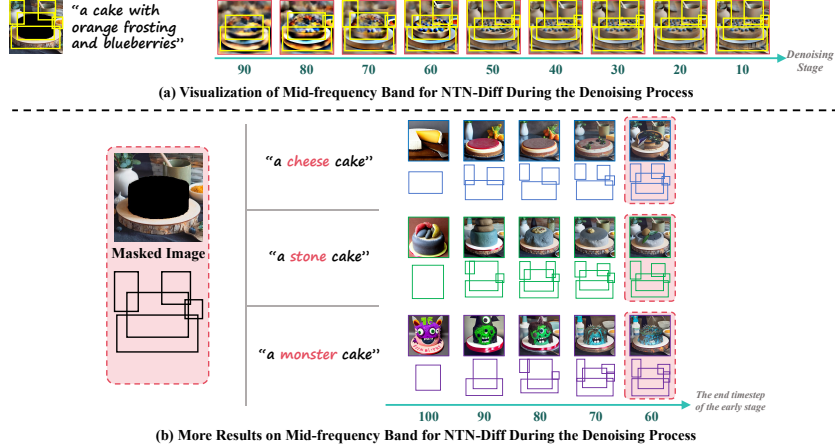 “a cake with
orange frosting
and blueberries”
90 80 70 60 50 40 30 20 10
Denoising
Stage
(a) Visualization of Mid-frequency Band for NTN-Diff During the Denoising Process
Masked Image
“a cheese cake”
“a stone cake”
“a monster cake”
100 90 80 70 60
The end timestep
of the early stage
(b) More Results on Mid-frequency Band for NTN-Diff During the Denoising Process